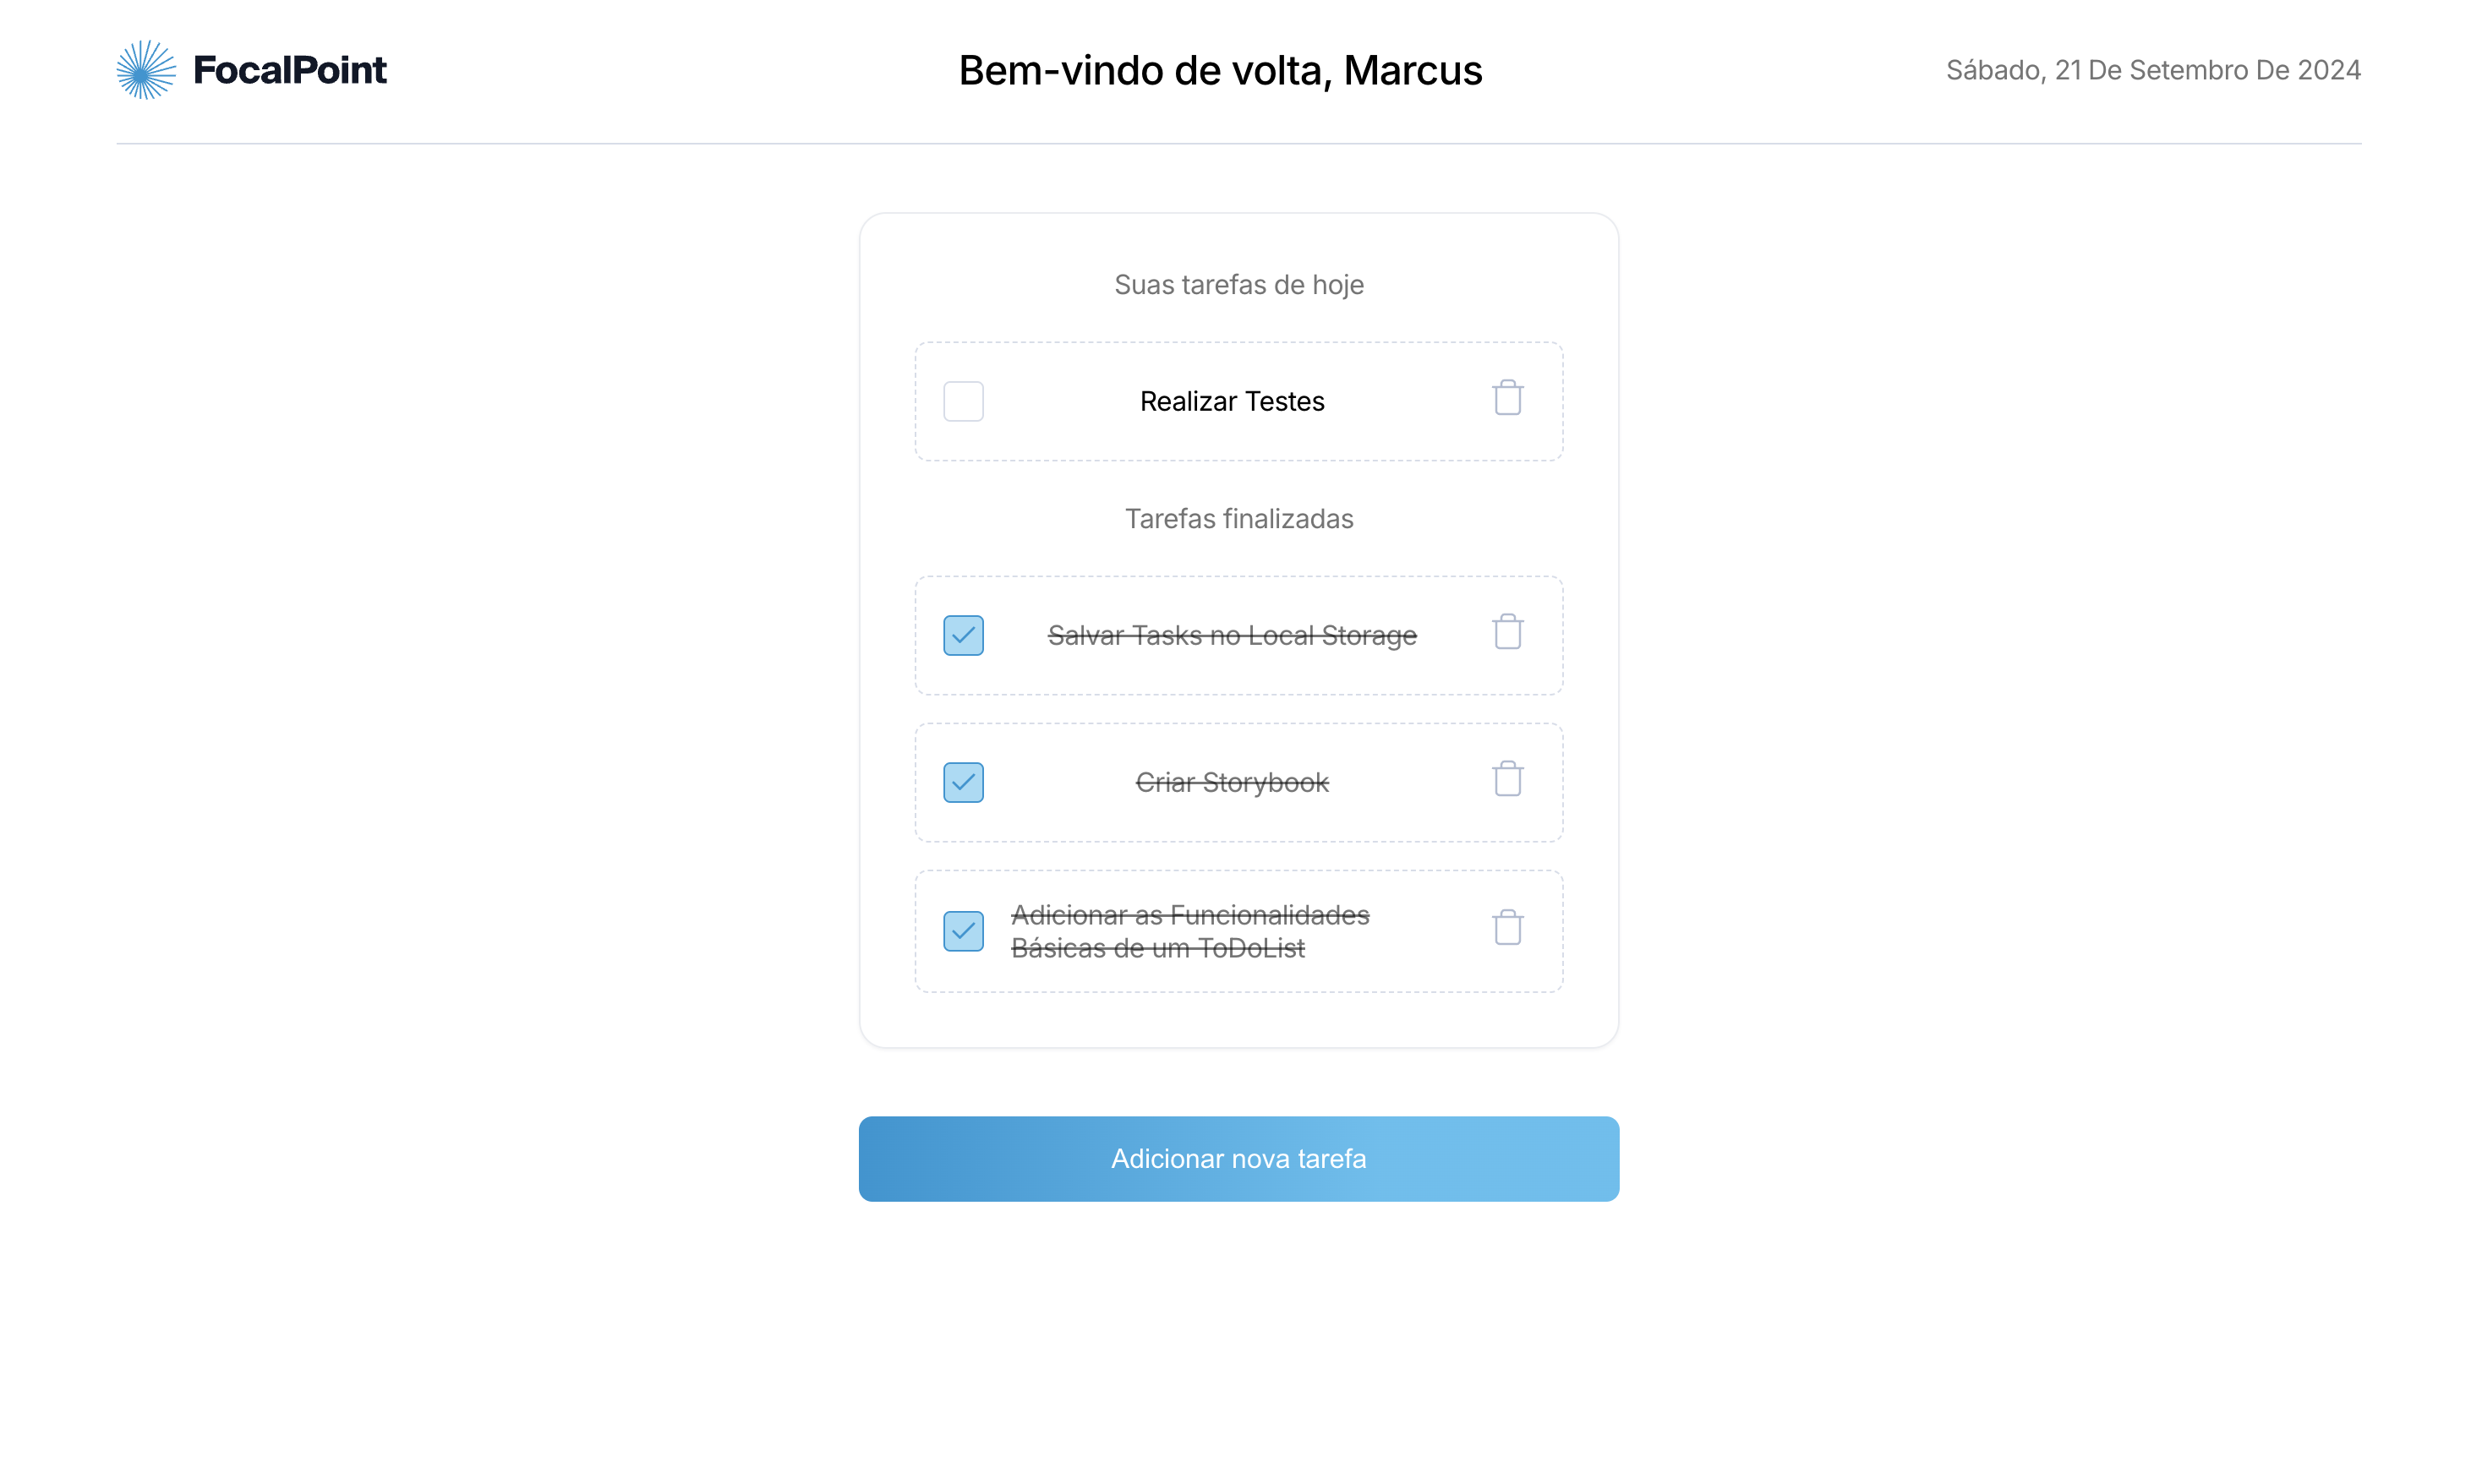 FocalPoint
Bem-vindo de volta, Marcus
Sábado, 21 De Setembro De 2024
Suas tarefas de hoje
Realizar Testes
Tarefas finalizadas
Salvar Tasks no Local Storage
Criar Storybook
Adicionar as Funcionalidades
Básicas de um ToDoList
Adicionar nova tarefa